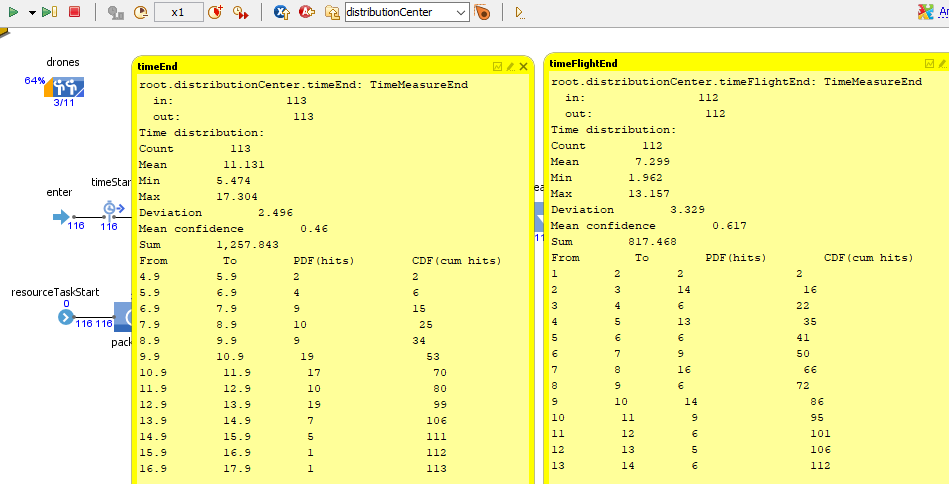 x1
distributionCenter
An
drones
64%
3/11
enter
116
timeStar
116
resourceTaskStart
0
116 116
pack
ea
11
timeEnd
root.distributionCenter.timeEnd: TimeMeasureEnd
in: 113
out: 113
Time distribution:
Count 113
Mean 11.131
Min 5.474
Max 17.304
Deviation 2.496
Mean confidence 0.46
Sum 1,257.843
From To PDF(hits) CDF(cum hits)
4.9 5.9 2 2
5.9 6.9 4 6
6.9 7.9 9 15
7.9 8.9 10 25
8.9 9.9 9 34
9.9 10.9 19 53
10.9 11.9 17 70
11.9 12.9 10 80
12.9 13.9 19 99
13.9 14.9 7 106
14.9 15.9 5 111
15.9 16.9 1 112
16.9 17.9 1 113
timeFlightEnd
root.distributionCenter.timeFlightEnd: TimeMeasureEnd
in: 112
out: 112
Time distribution:
Count 112
Mean 7.299
Min 1.962
Max 13.157
Deviation 3.329
Mean confidence 0.617
Sum 817.468
From To PDF(hits) CDF(cum hits)
1 2 2 2
2 3 14 16
3 4 6 22
4 5 13 35
5 6 6 41
6 7 9 50
7 8 16 66
8 9 6 72
9 10 14 86
10 11 9 95
11 12 6 101
12 13 5 106
13 14 6 112